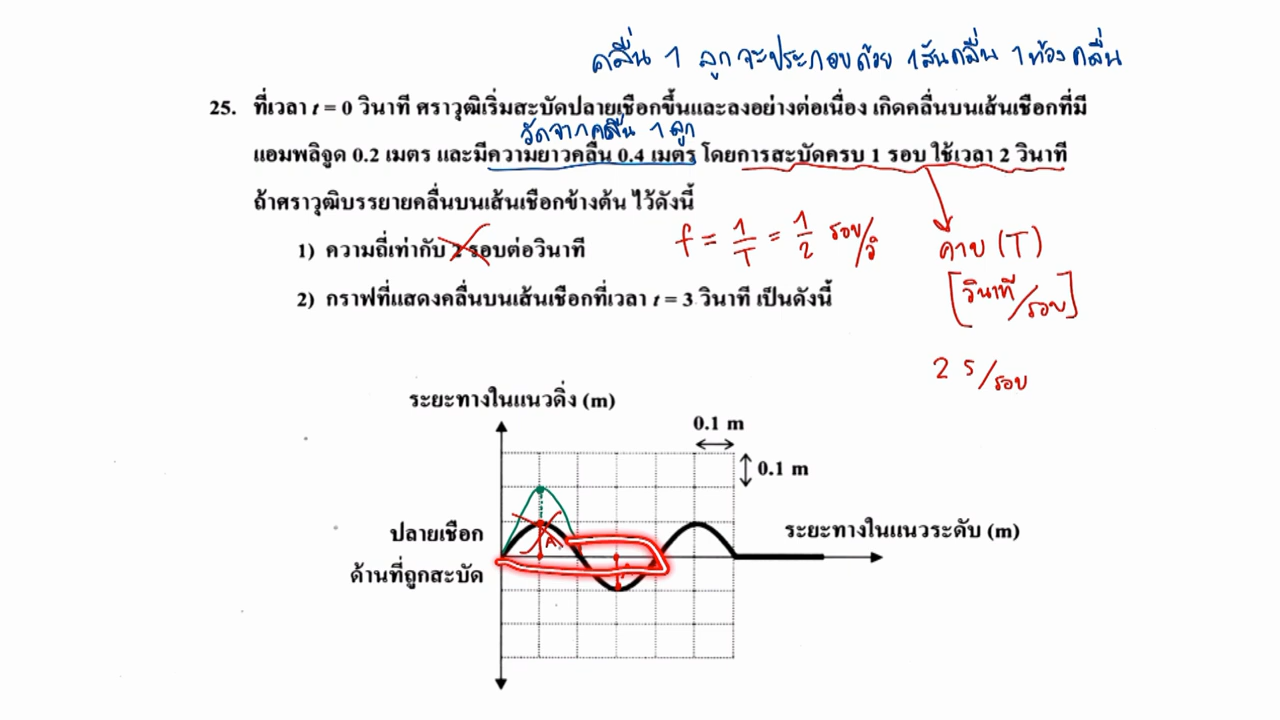 คลื่น 1 ลูกจะประกอบด้วย 1สันคลื่น 1ท้องคลื่น
25. ที่เวลา t = 0 วินาที ศราวุฒิเริ่มสะบัดปลายเชือกขึ้นและลงอย่างต่อเนื่อง เกิดคลื่นบนเส้นเชือกที่มี
วัดจากคลื่น 1 ลูก
แอมพลิจูด 0.2 เมตร และมีความยาวคลื่น 0.4 เมตร โดยการสะบัดครบ 1 รอบ ใช้เวลา 2 วินาที
ถ้าศราวุฒิบรรยายคลื่นบนเส้นเชือกข้างต้น ไว้ดังนี้
1) ความถี่เท่ากับ 2 รอบต่อวินาที
f = 1/T = 1/2 รอบ/วิ
คาบ (T)
[วินาที/รอบ]
2) กราฟที่แสดงคลื่นบนเส้นเชือกที่เวลา t = 3 วินาที เป็นดังนี้
2 s/รอบ
ระยะทางในแนวดิ่ง (m)
0.1 m
0.1 m
ปลายเชือก
ด้านที่ถูกสะบัด
A
ระยะทางในแนวระดับ (m)